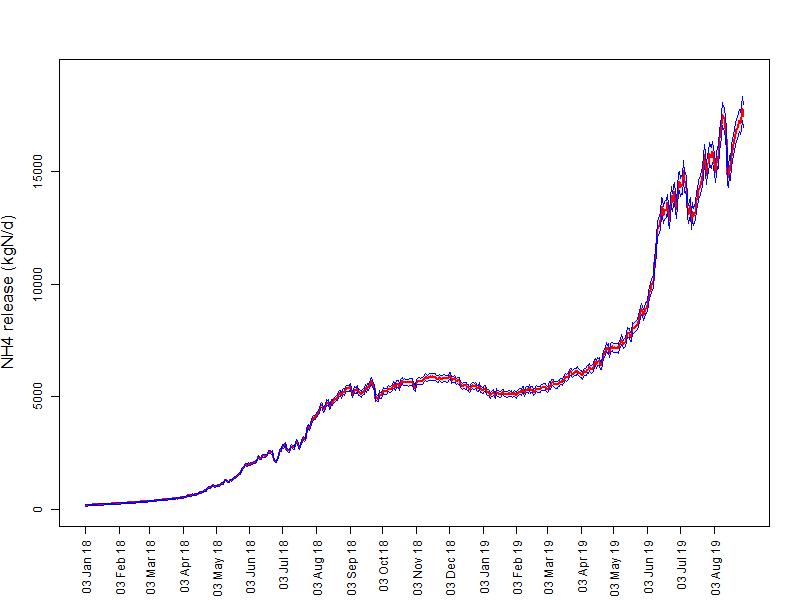 NH4 release (kgN/d)
15000
10000
5000
0
03 Jan 18
03 Feb 18
03 Mar 18
03 Apr 18
03 May 18
03 Jun 18
03 Jul 18
03 Aug 18
03 Sep 18
03 Oct 18
03 Nov 18
03 Dec 18
03 Jan 19
03 Feb 19
03 Mar 19
03 Apr 19
03 May 19
03 Jun 19
03 Jul 19
03 Aug 19